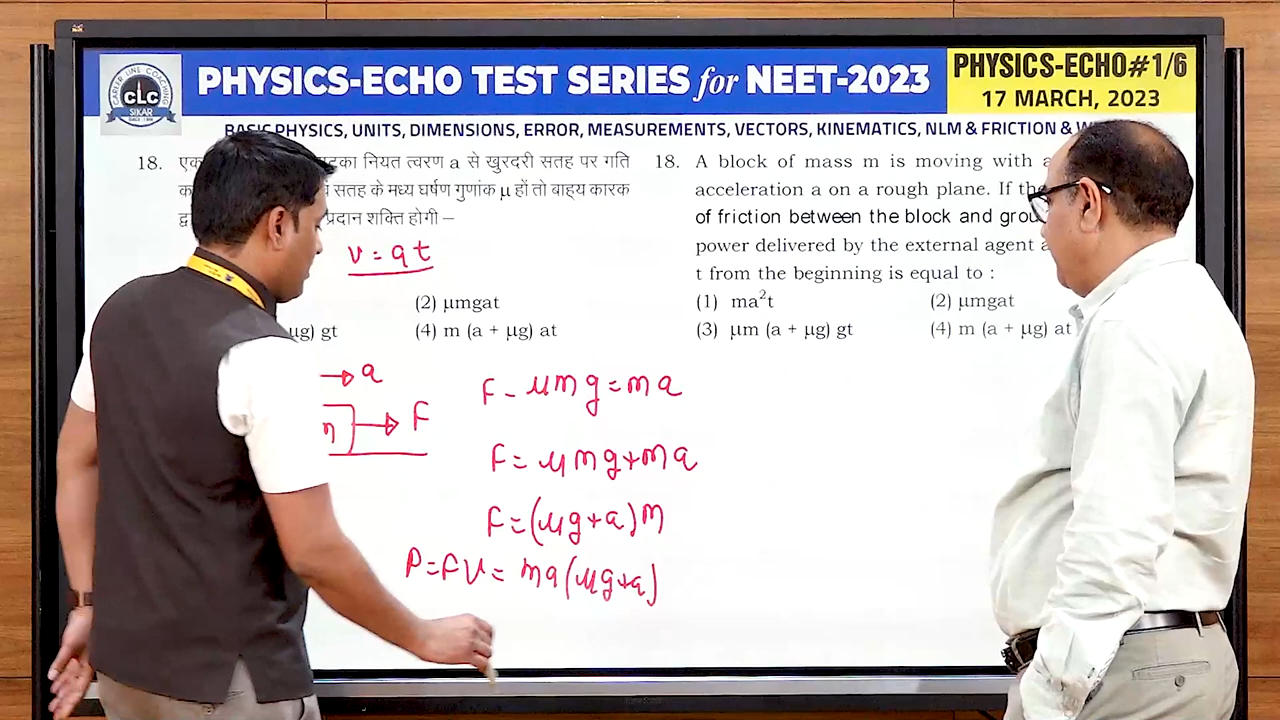 CAREER LINE COACHING
CLC
SIKAR
PHYSICS-ECHO TEST SERIES for NEET-2023
PHYSICS-ECHO#1/6
17 MARCH, 2023
BASIC PHYSICS, UNITS, DIMENSIONS, ERROR, MEASUREMENTS, VECTORS, KINEMATICS, NLM & FRICTION &
18. नियत त्वरण a से खुरदरी सतह पर गति
सतह के मध्य घर्षण गुणांक μ हों तो बाह्य कारक
प्रदान शक्ति होगी –
v = at
(2) μmgat
μg) gt (4) m (a + μg) at
18. A block of mass m is moving with a
acceleration a on a rough plane. If the
of friction between the block and
power delivered by the external agent
t from the beginning is equal to :
(1) ma²t (2) μmgat
(3) μm (a + μg) gt (4) m (a + μg) at
a
m F
F - μmg = ma
F = μmg + ma
F = (μg+a)m
P = Fv = ma(μg+a)